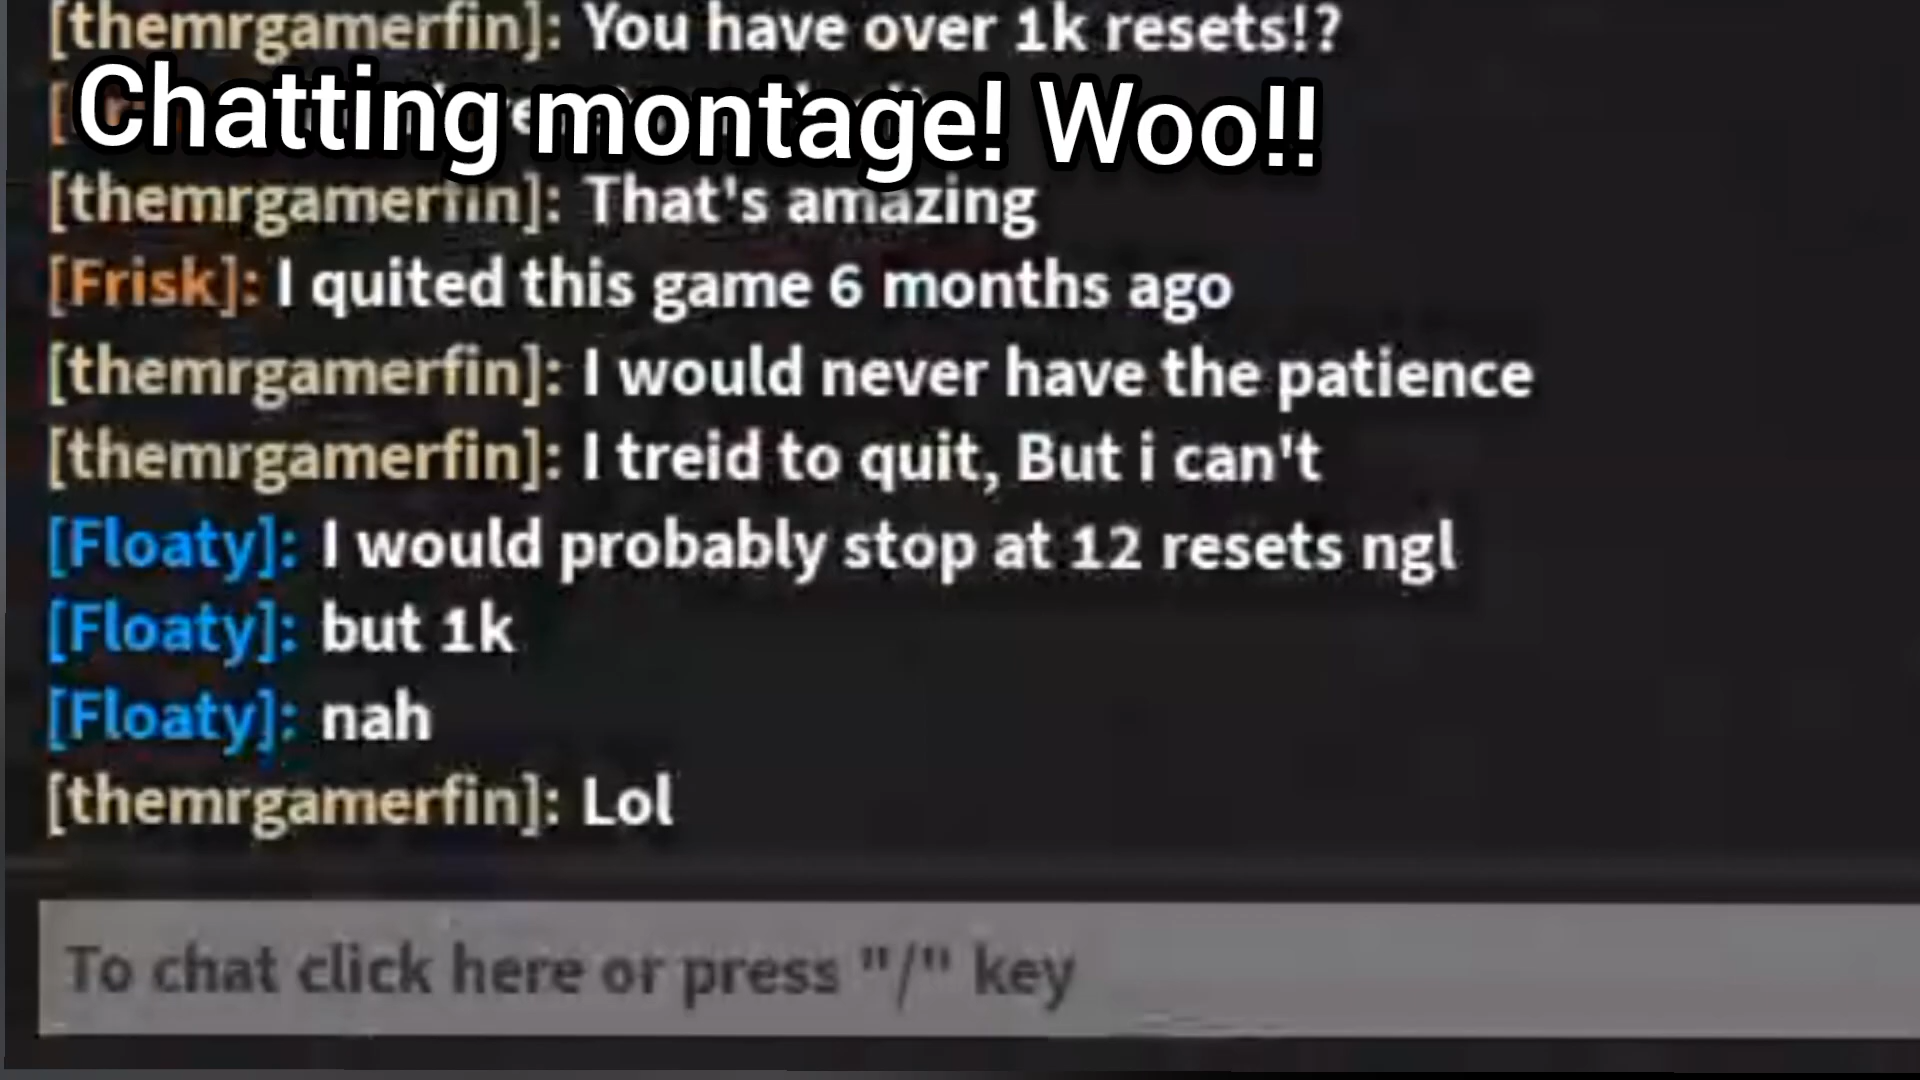 [themrgamerfin]: You have over 1k resets!?
Chatting montage! Woo!!
[themrgamerfin]: That's amazing
[Frisk]: I quited this game 6 months ago
[themrgamerfin]: I would never have the patience
[themrgamerfin]: I treid to quit, But i can't
[Floaty]: I would probably stop at 12 resets ngl
[Floaty]: but 1k
[Floaty]: nah
[themrgamerfin]: Lol
To chat click here or press "/" key